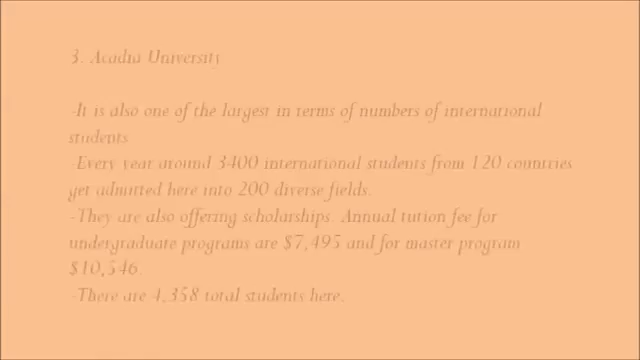 3. Acadia University
-It is also one of the largest in terms of numbers of international
students
-Every year around 3400 international students from 120 countries
get admitted here into 200 diverse fields.
-They are also offering scholarships. Annual tution fee for
undergraduate programs are $7,495 and for master program
$10,546.
-There are 4,358 total students here.